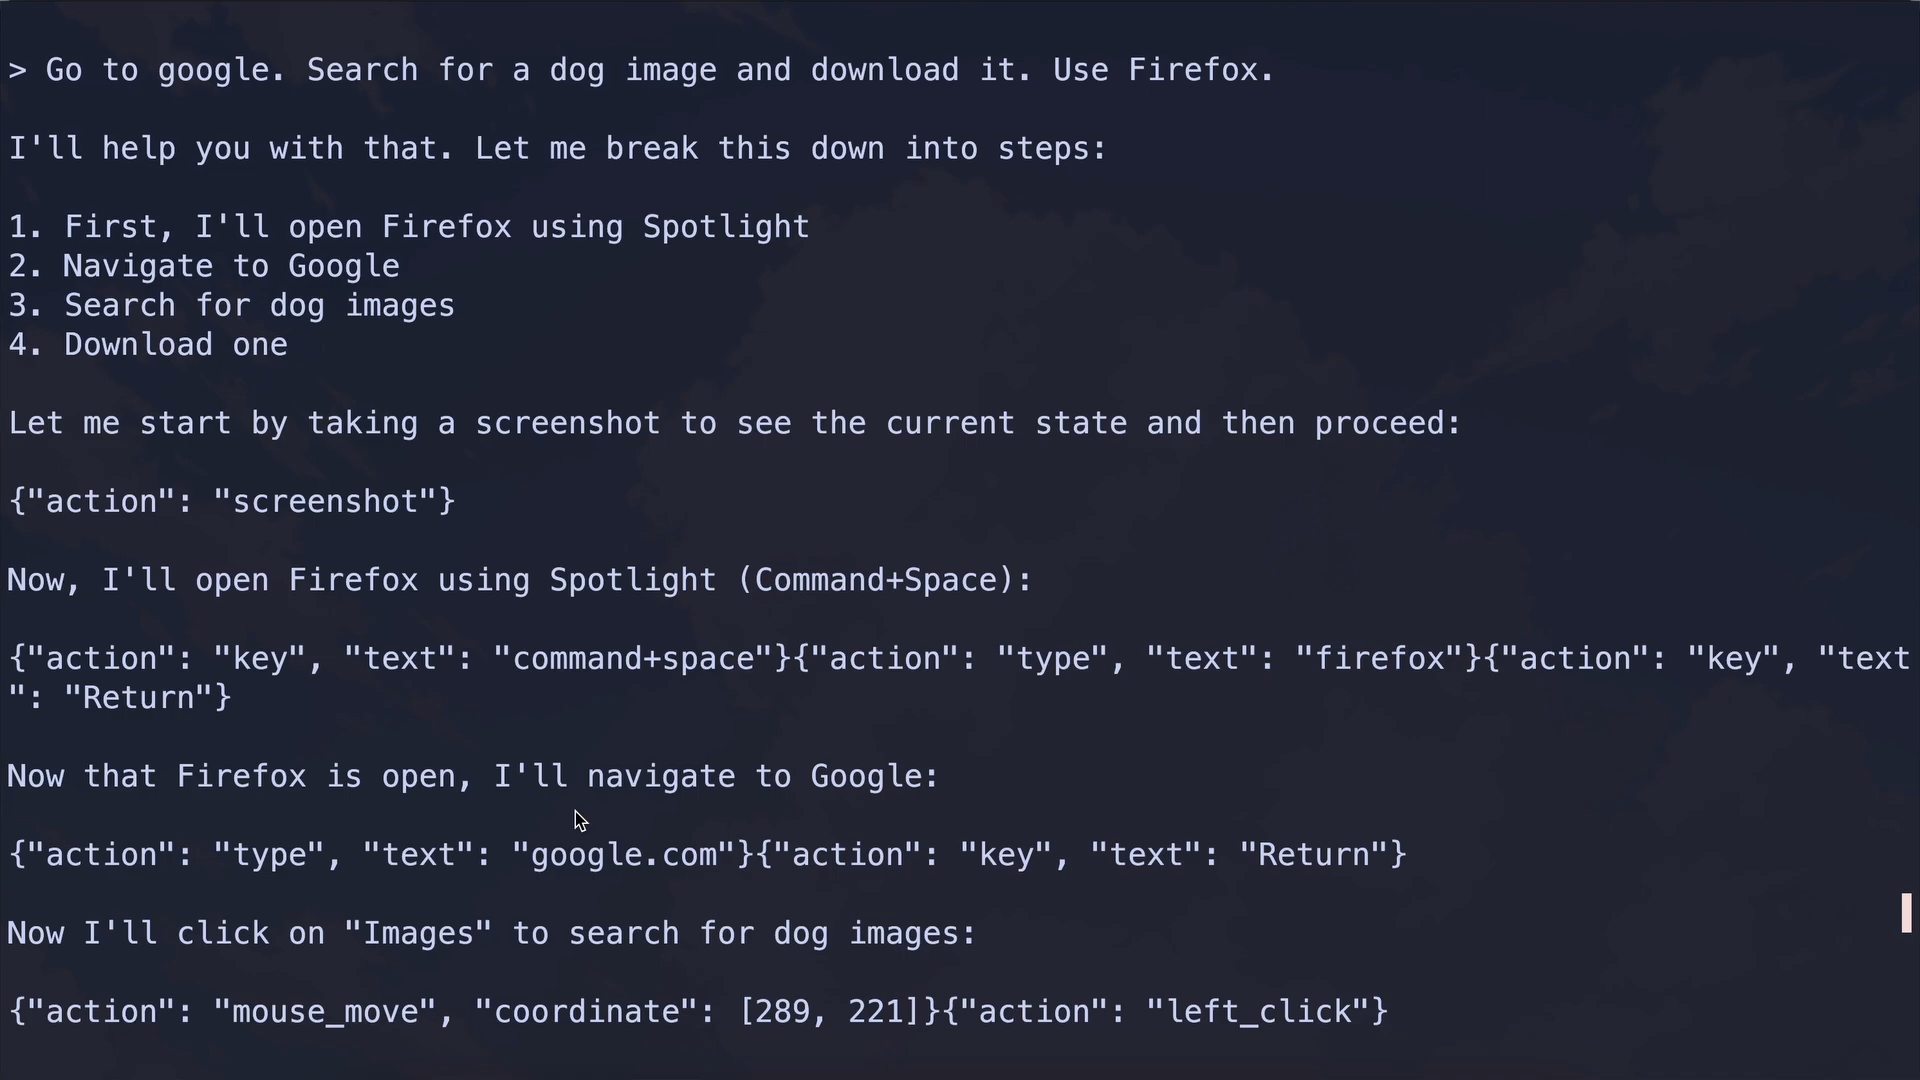 > Go to google. Search for a dog image and download it. Use Firefox.
I'll help you with that. Let me break this down into steps:
1. First, I'll open Firefox using Spotlight
2. Navigate to Google
3. Search for dog images
4. Download one
Let me start by taking a screenshot to see the current state and then proceed:
{"action": "screenshot"}
Now, I'll open Firefox using Spotlight (Command+Space):
{"action": "key", "text": "command+space"}{"action": "type", "text": "firefox"}{"action": "key", "text
": "Return"}
Now that Firefox is open, I'll navigate to Google:
{"action": "type", "text": "google.com"}{"action": "key", "text": "Return"}
Now I'll click on "Images" to search for dog images:
{"action": "mouse_move", "coordinate": [289, 221]}{"action": "left_click"}